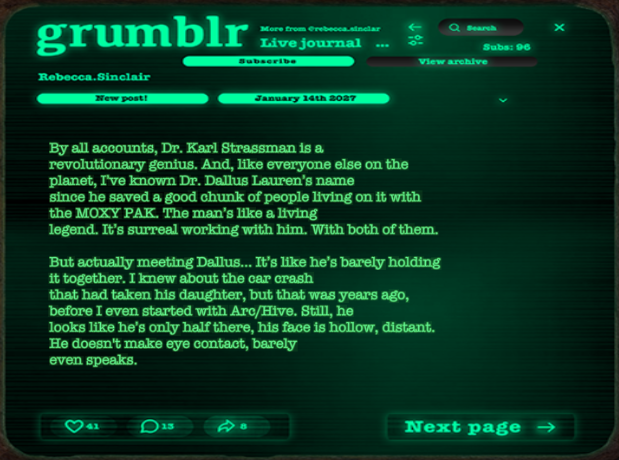 grumblr
More from @rebecca.sinclar
Live journal ...
Search
Subs: 96
Subscribe
View archive
Rebecca.Sinclair
New post!
January 14th 2027
By all accounts, Dr. Karl Strassman is a
revolutionary genius. And, like everyone else on the
planet, I've known Dr. Dallus Lauren's name
since he saved a good chunk of people living on it with
the MOXY PAK. The man's like a living
legend. It's surreal working with him. With both of them.
But actually meeting Dallus... It's like he's barely holding
it together. I knew about the car crash
that had taken his daughter, but that was years ago,
before I even started with Arc/Hive. Still, he
looks like he's only half there, his face is hollow, distant.
He doesn't make eye contact, barely
even speaks.
41
13
8
Next page